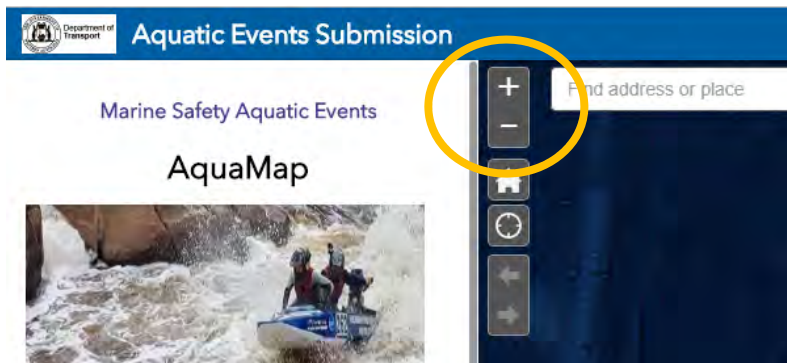 Department of
Transport
Aquatic Events Submission
Marine Safety Aquatic Events
AquaMap
+
Find address or place
−